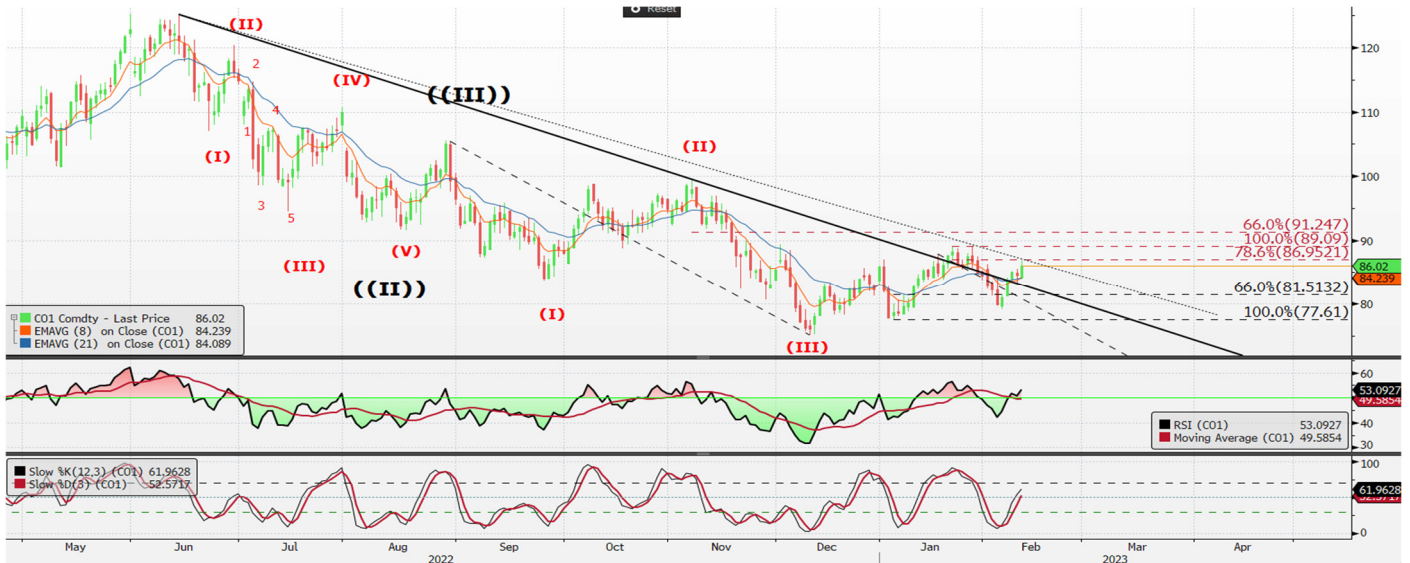 Reset
(II)
2
(IV)
((III))
4
1
(I)
3
5
(V)
(III)
((II))
(II)
(I)
(III)
120
110
100
90
80
66.0%(91.247)
100.0%(89.09)
78.6%(86.9521)
66.0%(81.5132)
100.0%(77.61)
86.02
84.239
CO1 Comdty - Last Price 86.02
EMAVG (8) on Close (CO1) 84.239
EMAVG (21) on Close (CO1) 84.089
60
53.0927
49.5854
40
30
RSI (CO1) 53.0927
Moving Average (CO1) 49.5854
Slow %K(12,3) (CO1) 61.9628
Slow %D(3) (CO1) 52.5717
100
61.9628
52.5717
0
May Jun Jul Aug Sep Oct Nov Dec Jan Feb Mar Apr
2022 2023